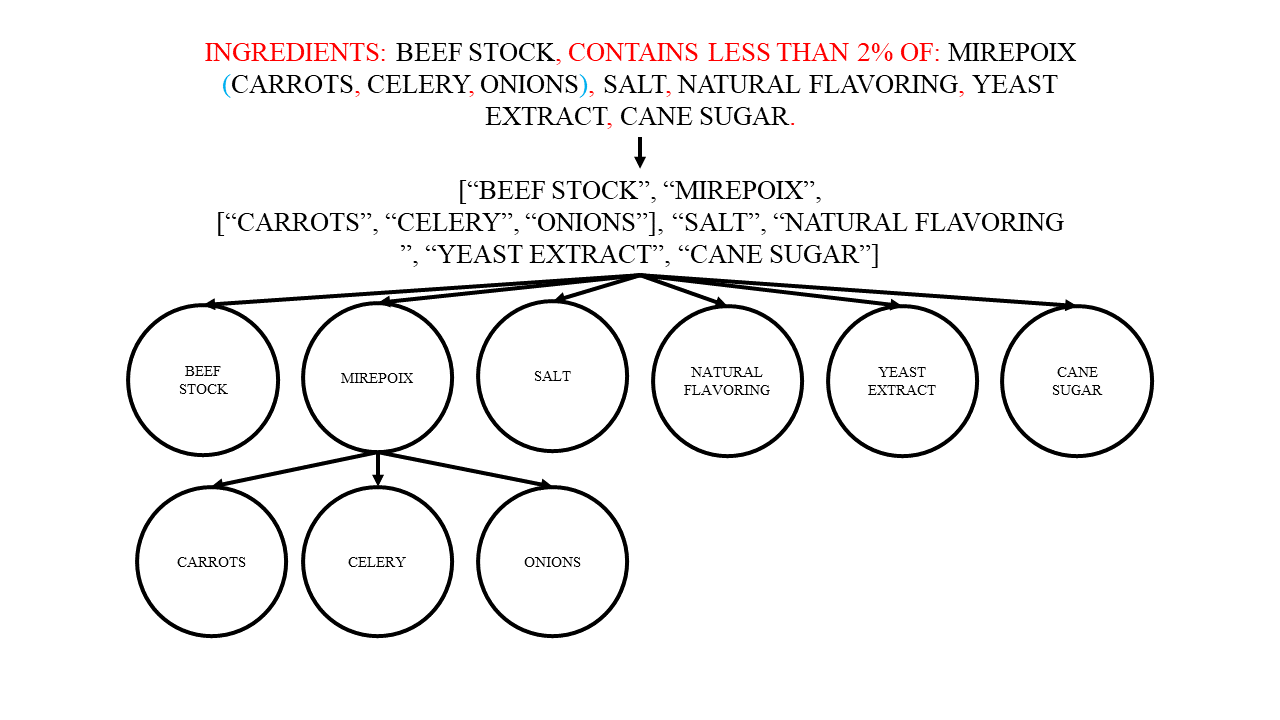 INGREDIENTS: BEEF STOCK, CONTAINS LESS THAN 2% OF: MIREPOIX
(CARROTS, CELERY, ONIONS), SALT, NATURAL FLAVORING, YEAST
EXTRACT, CANE SUGAR.
[“BEEF STOCK”, “MIREPOIX”,
[“CARROTS”, “CELERY”, “ONIONS”], “SALT”, “NATURAL FLAVORING
”, “YEAST EXTRACT”, “CANE SUGAR”]
BEEF
STOCK
MIREPOIX
SALT
NATURAL
FLAVORING
YEAST
EXTRACT
CANE
SUGAR
CARROTS
CELERY
ONIONS